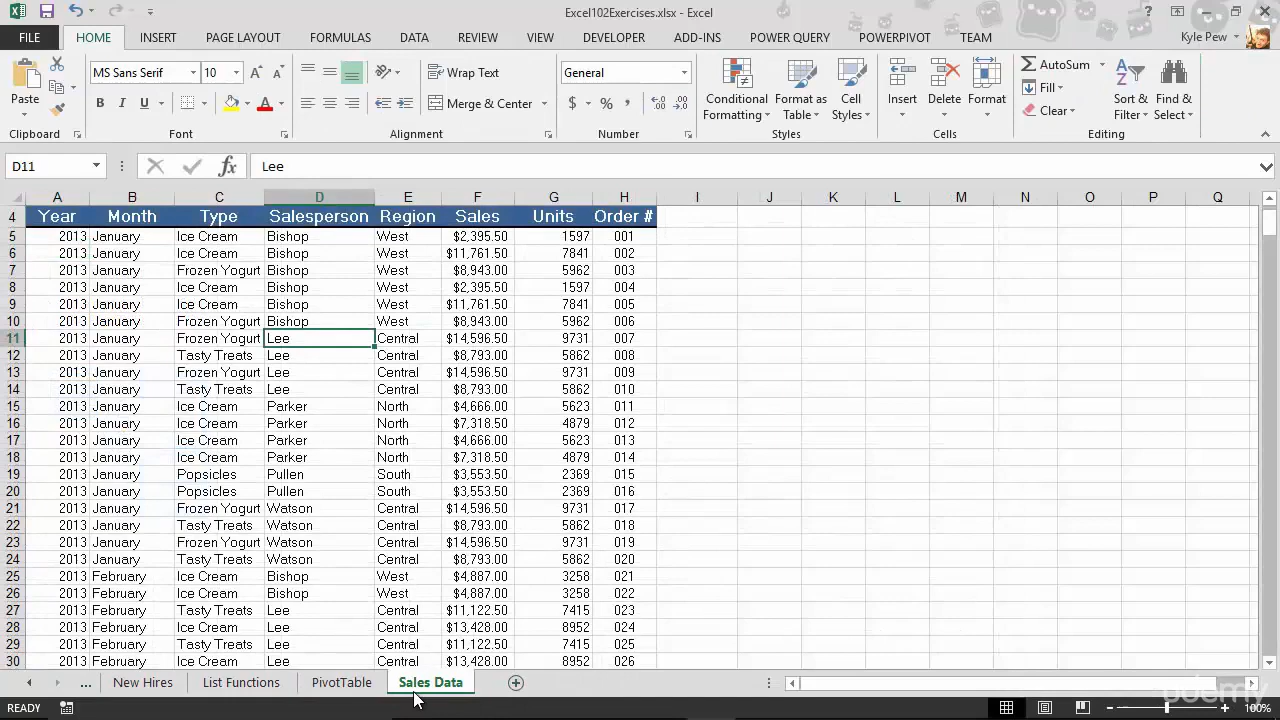 Excel102Exercises.xlsx - Excel
?
FILE HOME INSERT PAGE LAYOUT FORMULAS DATA REVIEW VIEW DEVELOPER ADD-INS POWER QUERY POWERPIVOT TEAM Kyle Pew
Paste MS Sans Serif 10 A A Wrap Text General Conditional Formatting Format as Table Cell Styles Insert Delete Format AutoSum Sort & Filter Find & Select
B I U A Merge & Center $ % , Fill
Clear
Clipboard Font Alignment Number Styles Cells Editing
D11 fx Lee
A B C D E F G H I J K L M N O P Q
4 Year Month Type Salesperson Region Sales Units Order #
5 2013 January Ice Cream Bishop West $2,395.50 1597 001
6 2013 January Ice Cream Bishop West $11,761.50 7841 002
7 2013 January Frozen Yogurt Bishop West $8,943.00 5962 003
8 2013 January Ice Cream Bishop West $2,395.50 1597 004
9 2013 January Ice Cream Bishop West $11,761.50 7841 005
10 2013 January Frozen Yogurt Bishop West $8,943.00 5962 006
11 2013 January Frozen Yogurt Lee Central $14,596.50 9731 007
12 2013 January Tasty Treats Lee Central $8,793.00 5862 008
13 2013 January Frozen Yogurt Lee Central $14,596.50 9731 009
14 2013 January Tasty Treats Lee Central $8,793.00 5862 010
15 2013 January Ice Cream Parker North $4,666.00 5623 011
16 2013 January Ice Cream Parker North $7,318.50 4879 012
17 2013 January Ice Cream Parker North $4,666.00 5623 013
18 2013 January Ice Cream Parker North $7,318.50 4879 014
19 2013 January Popsicles Pullen South $3,553.50 2369 015
20 2013 January Popsicles Pullen South $3,553.50 2369 016
21 2013 January Frozen Yogurt Watson Central $14,596.50 9731 017
22 2013 January Tasty Treats Watson Central $8,793.00 5862 018
23 2013 January Frozen Yogurt Watson Central $14,596.50 9731 019
24 2013 January Tasty Treats Watson Central $8,793.00 5862 020
25 2013 February Ice Cream Bishop West $4,887.00 3258 021
26 2013 February Ice Cream Bishop West $4,887.00 3258 022
27 2013 February Tasty Treats Lee Central $11,122.50 7415 023
28 2013 February Ice Cream Lee Central $13,428.00 8952 024
29 2013 February Tasty Treats Lee Central $11,122.50 7415 025
30 2013 February Ice Cream Lee Central $13,428.00 8952 026
... New Hires List Functions PivotTable Sales Data
udemy
READY 100%